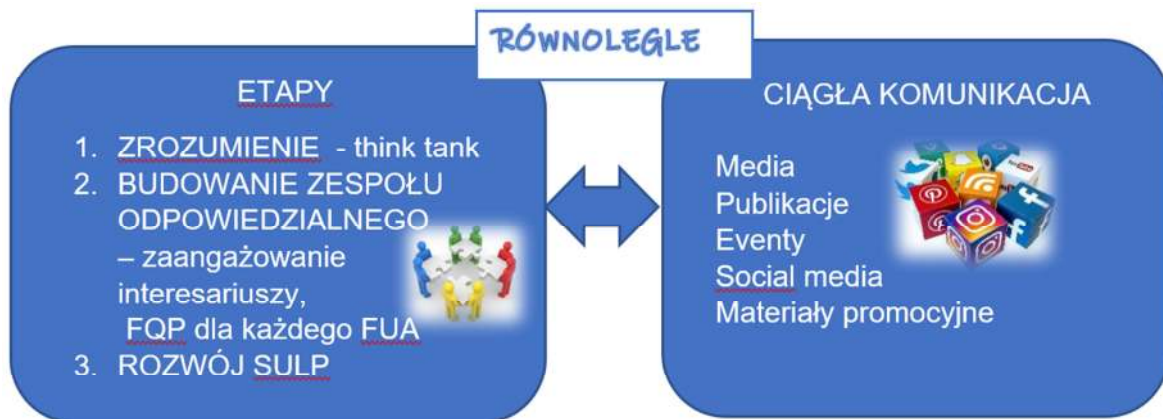 RÓWNOLEGLE
ETAPY
1. ZROZUMIENIE - think tank
2. BUDOWANIE ZESPOŁU
ODPOWIEDZIALNEGO
– zaangażowanie
interesariuszy,
FQP dla każdego FUA
3. ROZWÓJ SULP
CIĄGŁA KOMUNIKACJA
Media
Publikacje
Eventy
Social media
Materiały promocyjne